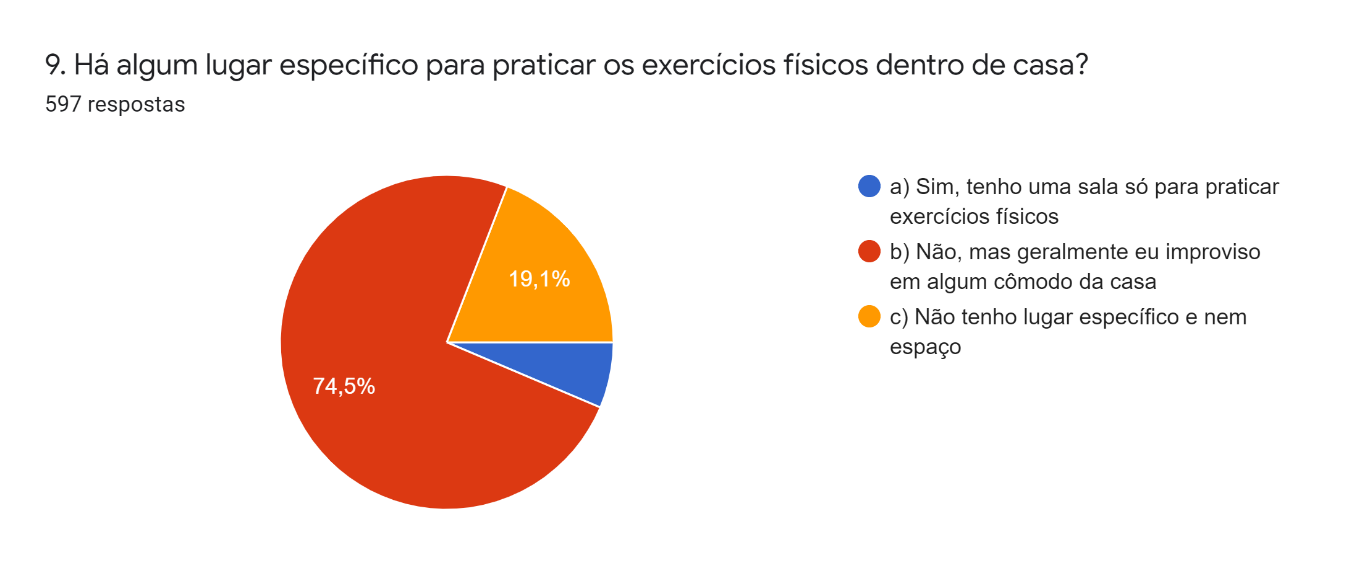 9. Há algum lugar específico para praticar os exercícios físicos dentro de casa?
597 respostas
19,1%
74,5%
a) Sim, tenho uma sala só para praticar
exercícios físicos
b) Não, mas geralmente eu improviso
em algum cômodo da casa
c) Não tenho lugar específico e nem
espaço